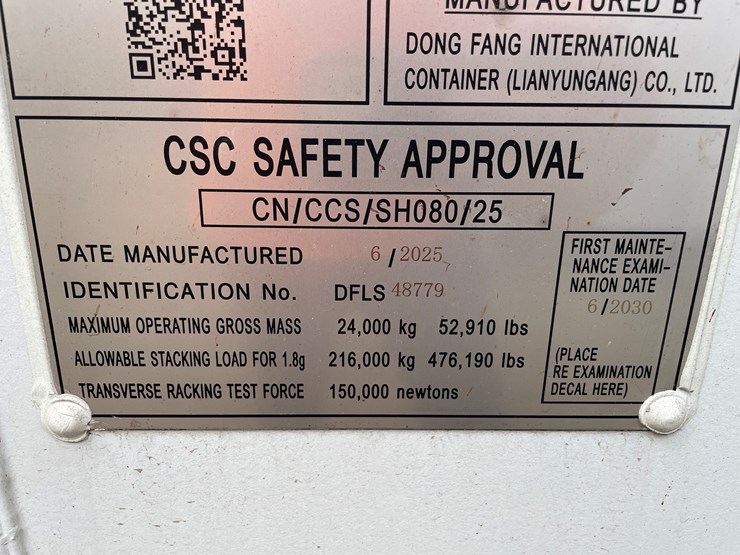 MANUFACTURED BY
DONG FANG INTERNATIONAL
CONTAINER (LIANYUNGANG) CO., LTD.
CSC SAFETY APPROVAL
CN/CCS/SH080/25
DATE MANUFACTURED 6/2025
IDENTIFICATION No. DFLS 48779
MAXIMUM OPERATING GROSS MASS 24,000 kg 52,910 lbs
ALLOWABLE STACKING LOAD FOR 1.8g 216,000 kg 476,190 lbs
TRANSVERSE RACKING TEST FORCE 150,000 newtons
FIRST MAINTE-
NANCE EXAMI-
NATION DATE
6/2030
(PLACE
RE EXAMINATION
DECAL HERE)